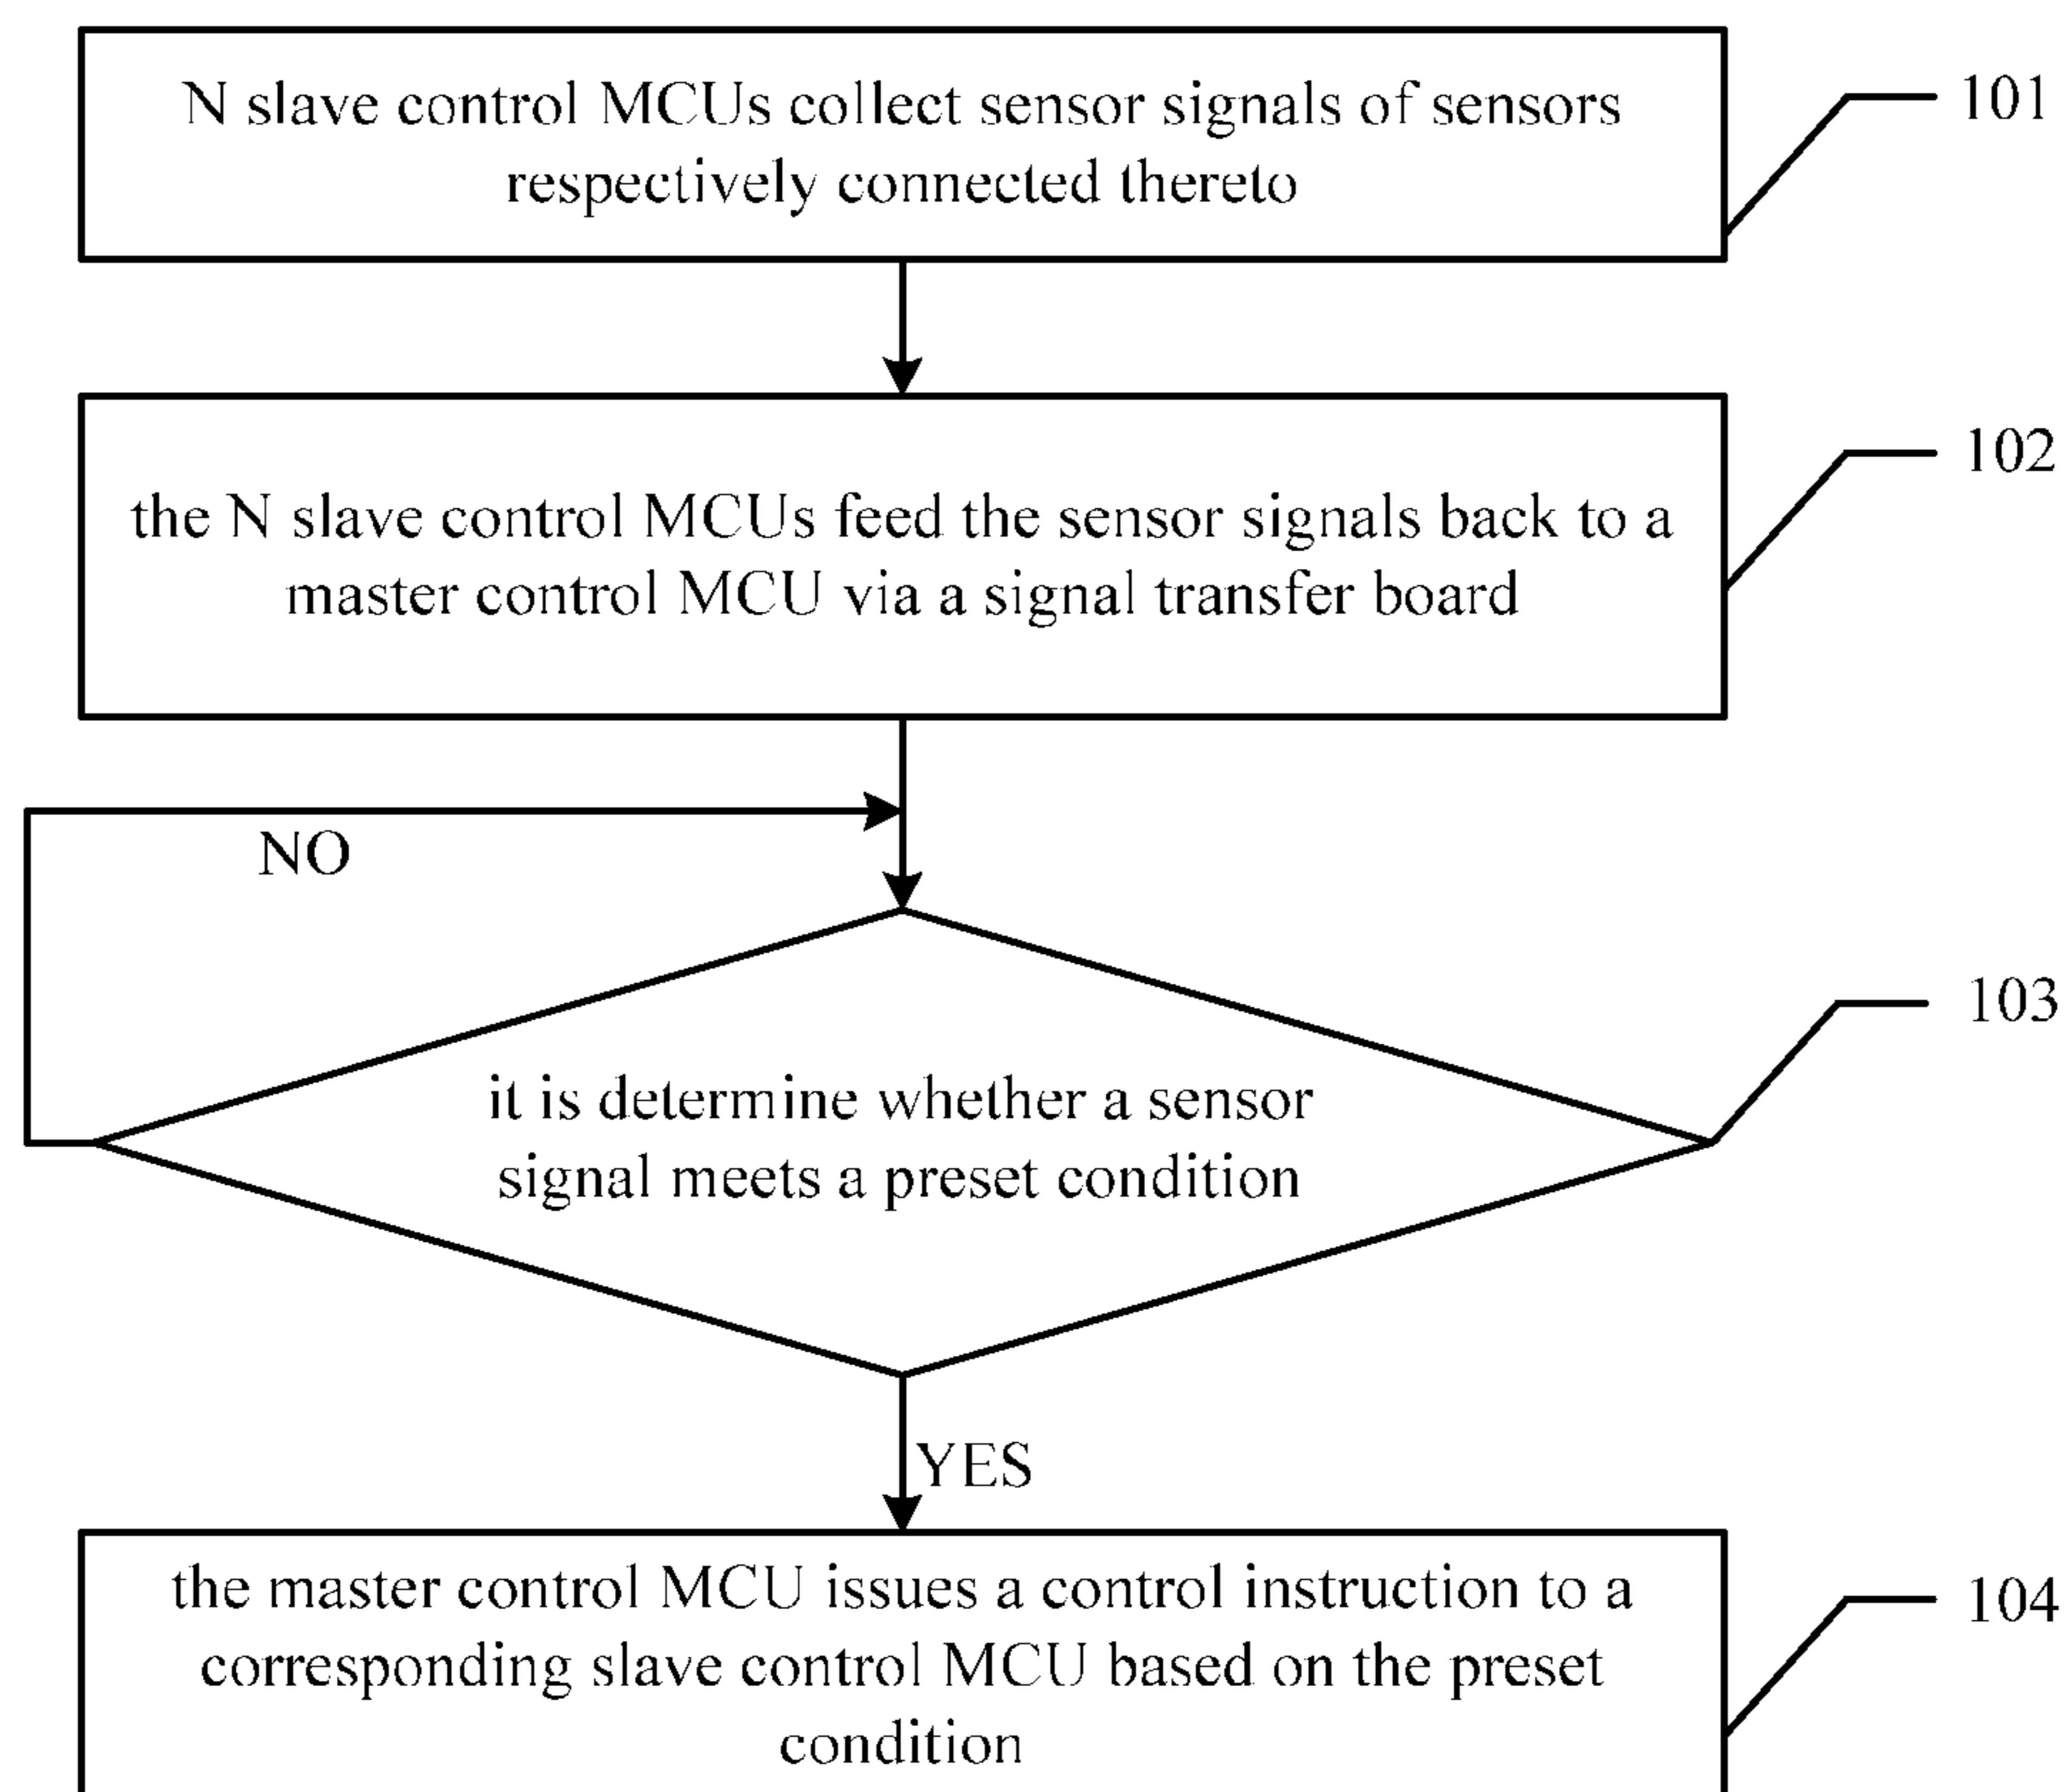 N slave control MCUs collect sensor signals of sensors
respectively connected thereto
101
the N slave control MCUs feed the sensor signals back to a
master control MCU via a signal transfer board
102
NO
it is determine whether a sensor
signal meets a preset condition
103
YES
the master control MCU issues a control instruction to a
corresponding slave control MCU based on the preset
condition
104